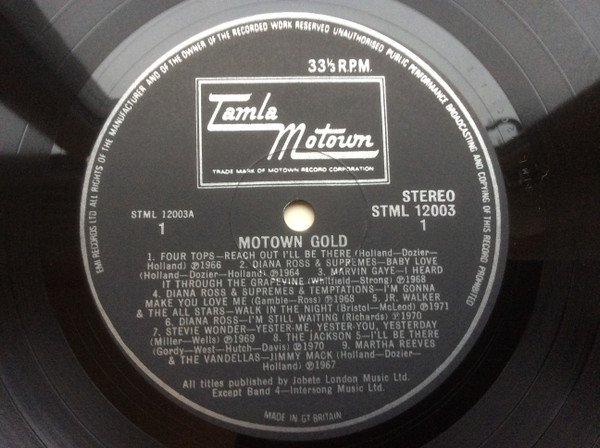 EMI RECORDS LTD ALL RIGHTS OF THE MANUFACTURER AND OF THE OWNER OF THE RECORDED WORK RESERVED UNAUTHORISED PUBLIC PERFORMANCE BROADCASTING AND COPYING OF THIS RECORD PROHIBITED
33⅓ R.P.M.
Tamla
Motown
TRADE MARK OF MOTOWN RECORD CORPORATION
STEREO
STML 12003A
STML 12003
1
1
MOTOWN GOLD
1. FOUR TOPS—REACH OUT I'LL BE THERE (Holland—Dozier—
Holland) ℗1966 2. DIANA ROSS & SUPREMES—BABY LOVE
(Holland—Dozier—Holland) ℗1964 3. MARVIN GAYE—I HEARD
IT THROUGH THE GRAPEVINE (Whitfield—Strong) ℗1968
4. DIANA ROSS & SUPREMES & TEMPTATIONS—I'M GONNA
MAKE YOU LOVE ME (Gamble—Ross) ℗1968 5. JR. WALKER
& THE ALL STARS—WALK IN THE NIGHT (Bristol—McLeod) ℗1971
6. DIANA ROSS—I'M STILL WAITING (Richards) ℗1970
7. STEVIE WONDER—YESTER-ME, YESTER-YOU, YESTERDAY
(Miller—Wells) ℗1969 8. THE JACKSON 5—I'LL BE THERE
(Gordy—West—Hutch—Davis) ℗1970 9. MARTHA REEVES
& THE VANDELLAS—JIMMY MACK (Holland—Dozier—
Holland) ℗1967
All titles published by Jobete London Music Ltd.
Except Band 4—Intersong Music Ltd.
MADE IN GT BRITAIN